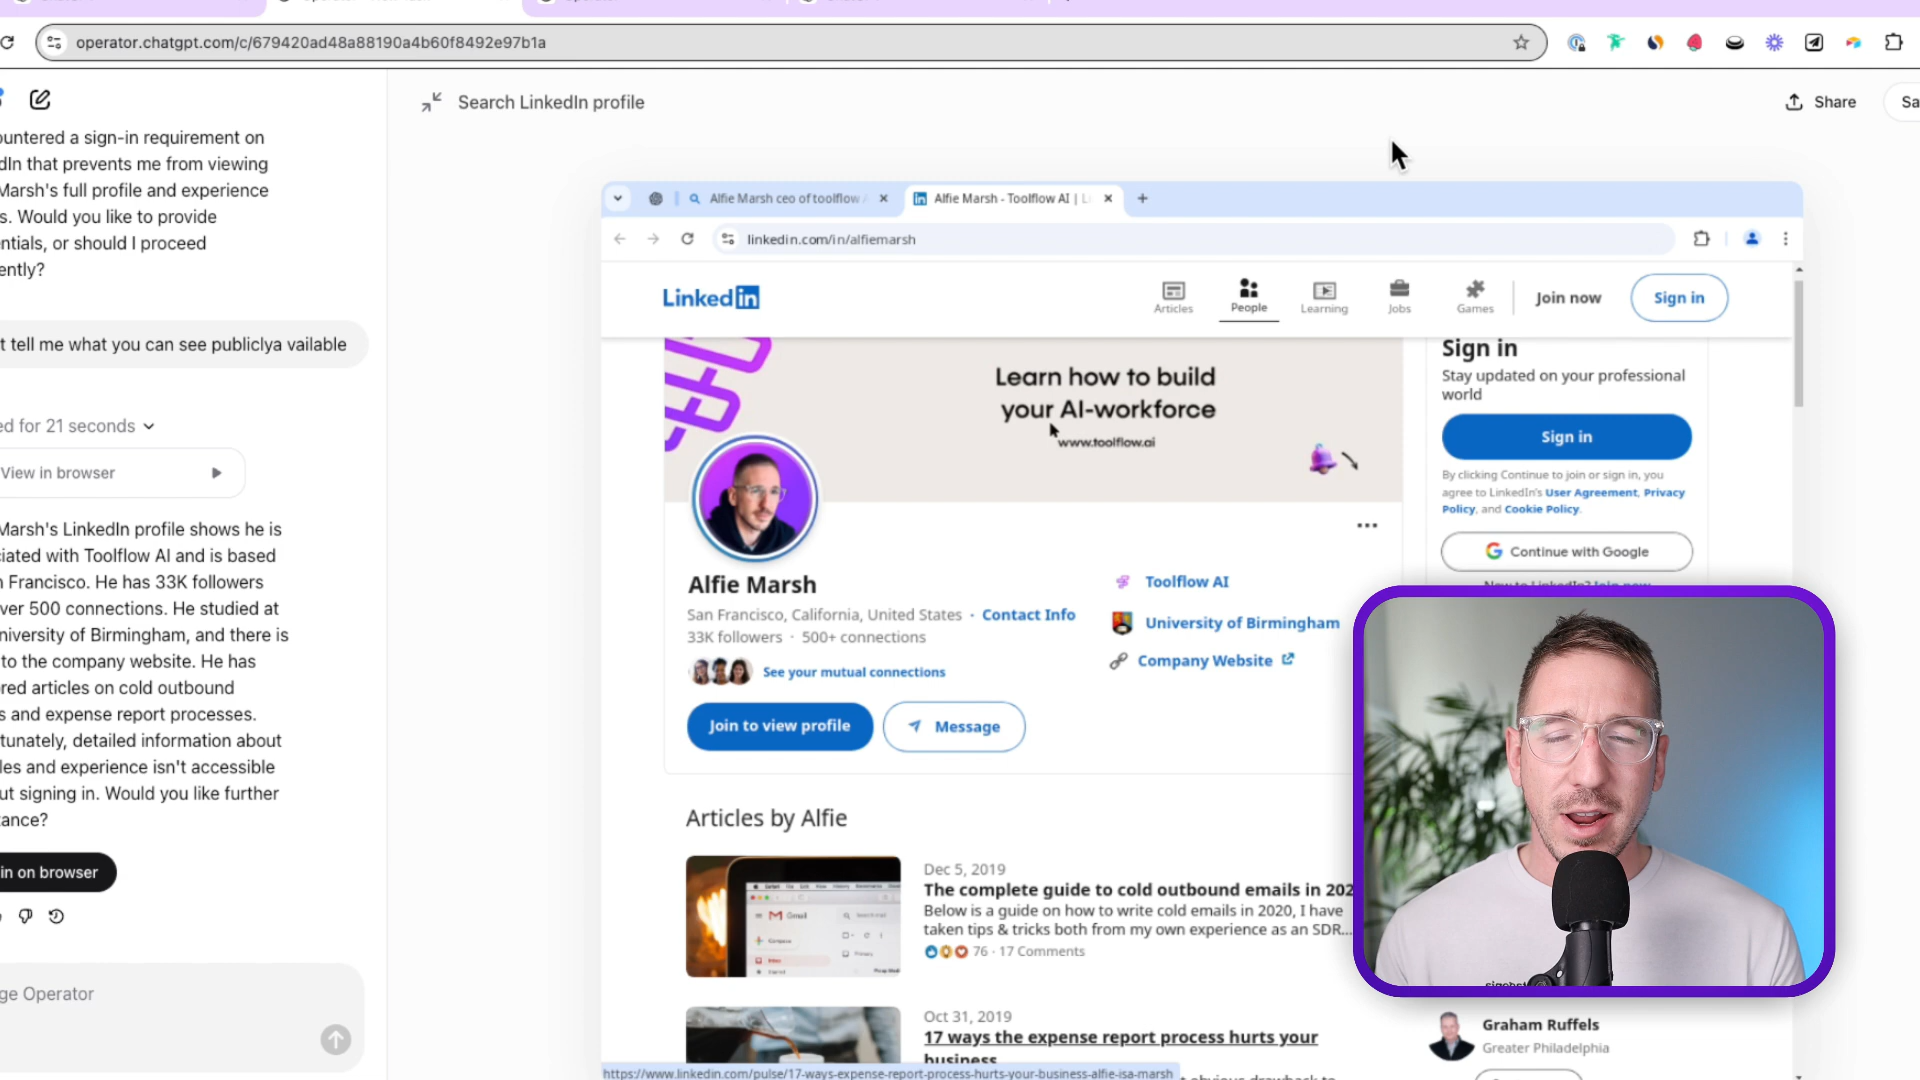 operator.chatgpt.com/c/679420ad48a88190a4b60f8492e97b1a
Search LinkedIn profile
Share
Sa
ountered a sign-in requirement on
dIn that prevents me from viewing
Marsh's full profile and experience
s. Would you like to provide
entials, or should I proceed
ently?
t tell me what you can see publiclya vailable
ed for 21 seconds
View in browser
Marsh's LinkedIn profile shows he is
ciated with Toolflow AI and is based
n Francisco. He has 33K followers
ver 500 connections. He studied at
niversity of Birmingham, and there is
to the company website. He has
red articles on cold outbound
s and expense report processes.
tunately, detailed information about
les and experience isn't accessible
ut signing in. Would you like further
tance?
in on browser
ge Operator
Alfie Marsh ceo of toolflow
Alfie Marsh - Toolflow AI | L
linkedin.com/in/alfiemarsh
Linked in
Articles
People
Learning
Jobs
Games
Join now
Sign in
Learn how to build
your AI-workforce
www.toolflow.ai
Sign in
Stay updated on your professional
world
Sign in
By clicking Continue to join or sign in, you
agree to LinkedIn's User Agreement, Privacy
Policy, and Cookie Policy.
Continue with Google
New to LinkedIn? Join now
Alfie Marsh
San Francisco, California, United States · Contact Info
33K followers · 500+ connections
See your mutual connections
Join to view profile
Message
Toolflow AI
University of Birmingham
Company Website
Articles by Alfie
Gmail
Compose
Dec 5, 2019
The complete guide to cold outbound emails in 202
Below is a guide on how to write cold emails in 2020, I have
taken tips & tricks both from my own experience as an SDR...
76 · 17 Comments
Oct 31, 2019
17 ways the expense report process hurts your
business
https://www.linkedin.com/pulse/17-ways-expense-report-process-hurts-your-business-alfie-isa-marsh
Graham Ruffels
Greater Philadelphia